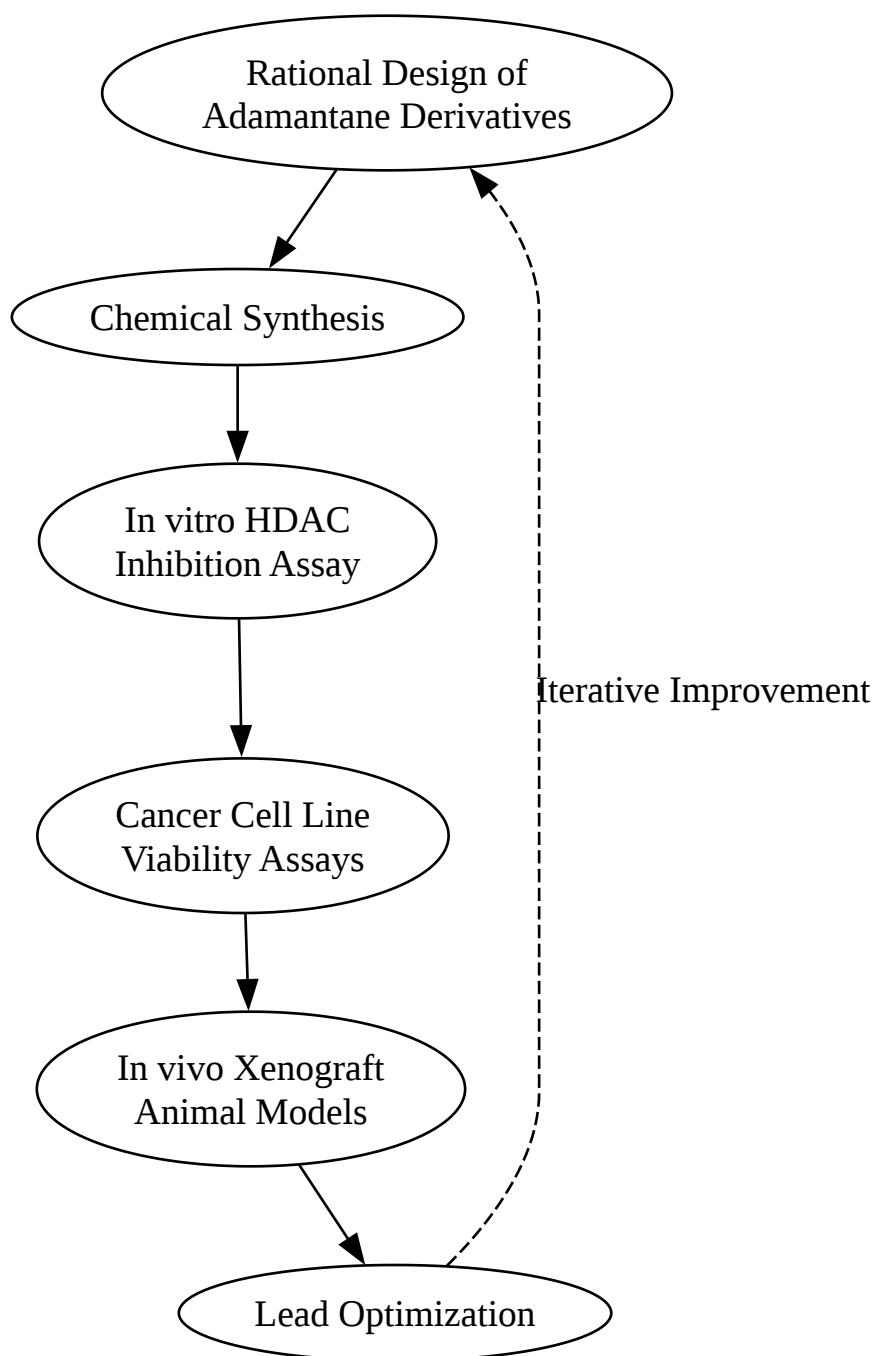 Rational Design of
Adamantane Derivatives
Chemical Synthesis
In vitro HDAC
Inhibition Assay
Iterative Improvement
Cancer Cell Line
Viability Assays
In vivo Xenograft
Animal Models
Lead Optimization